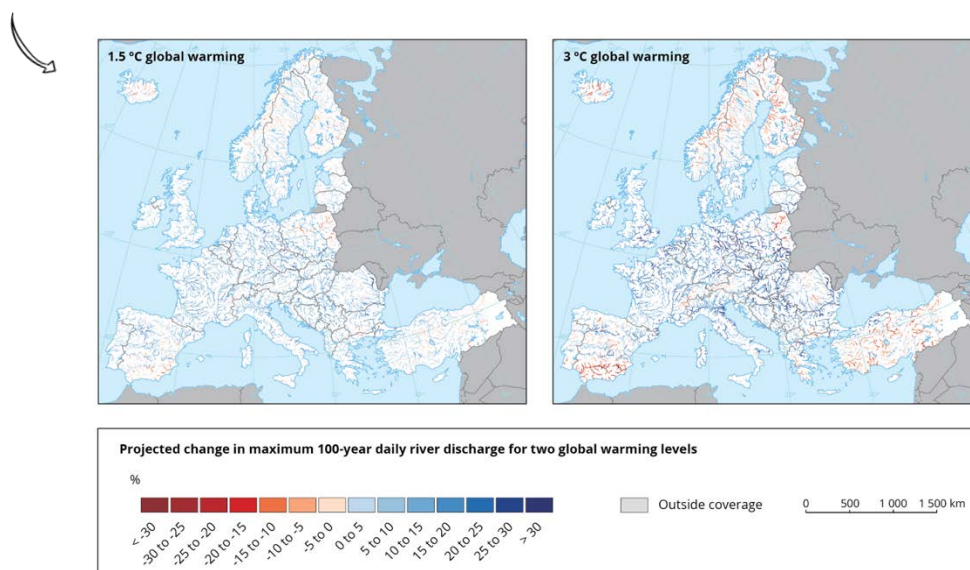 1.5 °C global warming
3 °C global warming
Projected change in maximum 100-year daily river discharge for two global warming levels
%
< -30
-30 to -25
-25 to -20
-20 to -15
-15 to -10
-10 to -5
-5 to 0
0 to 5
5 to 10
10 to 15
15 to 20
20 to 25
25 to 30
> 30
Outside coverage
0 500 1 000 1 500 km